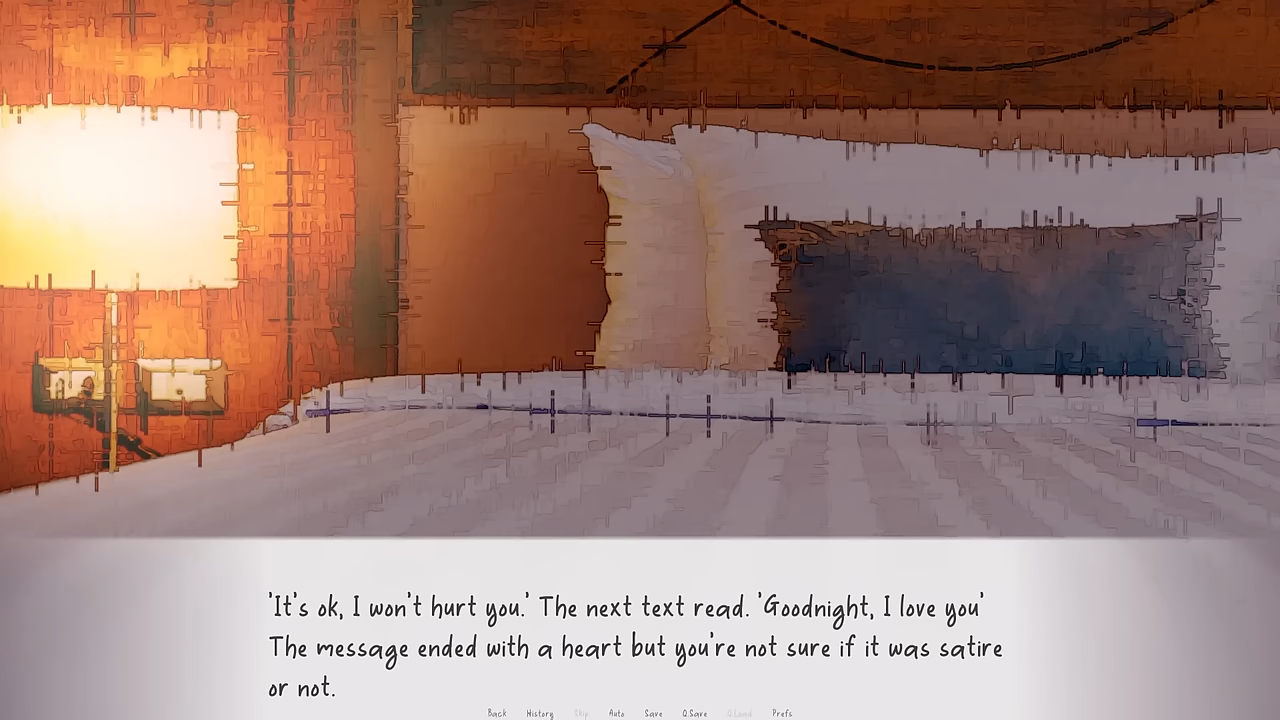 'It's ok, I won't hurt you.' The next text read. 'Goodnight, I love you'
The message ended with a heart but you're not sure if it was satire
or not.
Back History Skip Auto Save Q.Save Q.Load Prefs